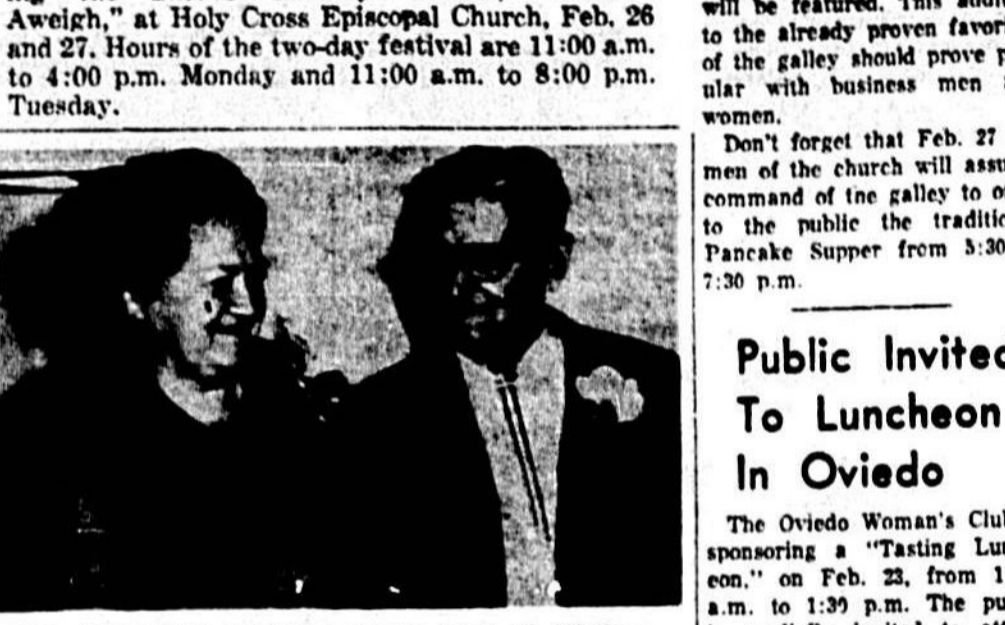 Aweigh," at Holy Cross Episcopal Church, Feb. 26
and 27. Hours of the two-day festival are 11:00 a.m.
to 4:00 p.m. Monday and 11:00 a.m. to 8:00 p.m.
Tuesday.
will be featured. This
to the already proven favor
of the galley should prove p
ular with business men
women.
Don't forget that Feb. 27
men of the church will assu
command of tne galley to o
to the public the traditio
Pancake Supper from 5:30
7:30 p.m.
Public Invited
To Luncheon
In Oviedo
The Oviedo Woman's Clu
sponsoring a "Tasting Lun
eon." on Feb. 23, from 1
a.m. to 1:30 p.m. The pu